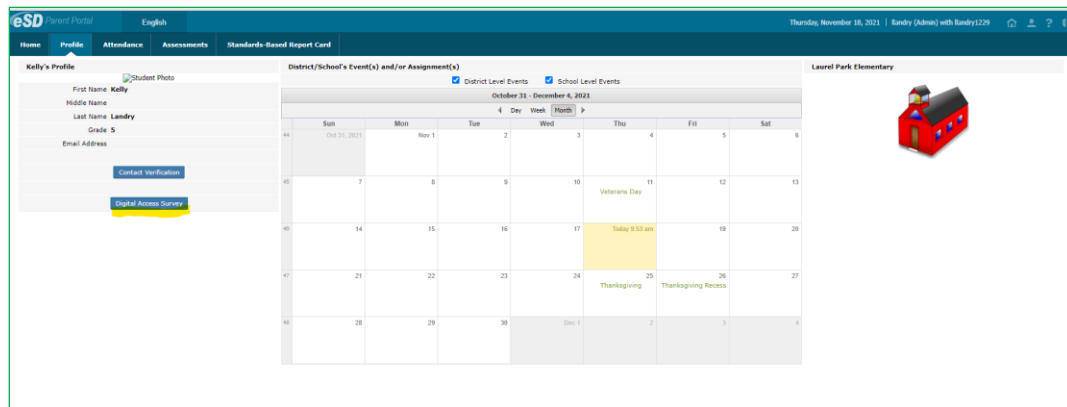 eSD Parent Portal English Thursday, November 18, 2021 | llandry (Admin) with llandry1229 ?
Home Profile Attendance Assessments Standards-Based Report Card
Kelly's Profile
Student Photo
First Name Kelly
Middle Name
Last Name Landry
Grade 5
Email Address
Contact Verification
Digital Access Survey
District/School's Event(s) and/or Assignment(s)
District Level Events School Level Events
October 31 - December 4, 2021
Day Week Month
Sun Mon Tue Wed Thu Fri Sat
44 Oct 31, 2021 Nov 1 2 3 4 5 6
45 7 8 9 10 11 12 13
Veterans Day
46 14 15 16 17 Today 9:53 am 19 20
47 21 22 23 24 25 26 27
Thanksgiving Thanksgiving Recess
48 28 29 30 Dec 1 2 3 4
Laurel Park Elementary